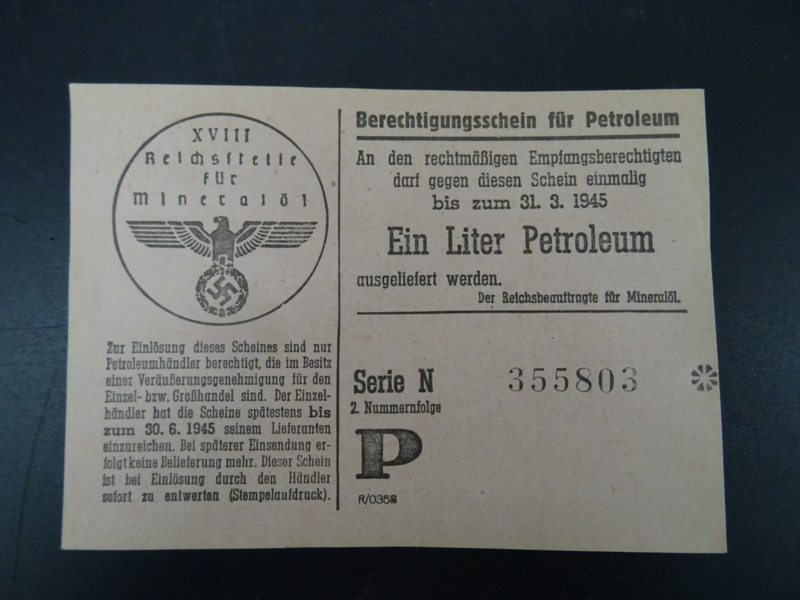 XVIII
Reichsstelle
für
Mineralöl
Zur Einlösung dieses Scheines sind nur
Petroleumhändler berechtigt, die im Besitz
einer Veräußerungsgenehmigung für den
Einzel- bzw. Großhandel sind. Der Einzel-
händler hat die Scheine spätestens bis
zum 30. 6. 1945 seinem Lieferanten
einzureichen. Bei späterer Einsendung er-
folgt keine Belieferung mehr. Dieser Schein
ist bei Einlösung durch den Händler
sofort zu entwerten (Stempelaufdruck).
Berechtigungsschein für Petroleum
An den rechtmäßigen Empfangsberechtigten
darf gegen diesen Schein einmalig
bis zum 31. 3. 1945
Ein Liter Petroleum
ausgeliefert werden.
Der Reichsbeauftragte für Mineralöl.
Serie N 355803
2. Nummernfolge
P
R/0358